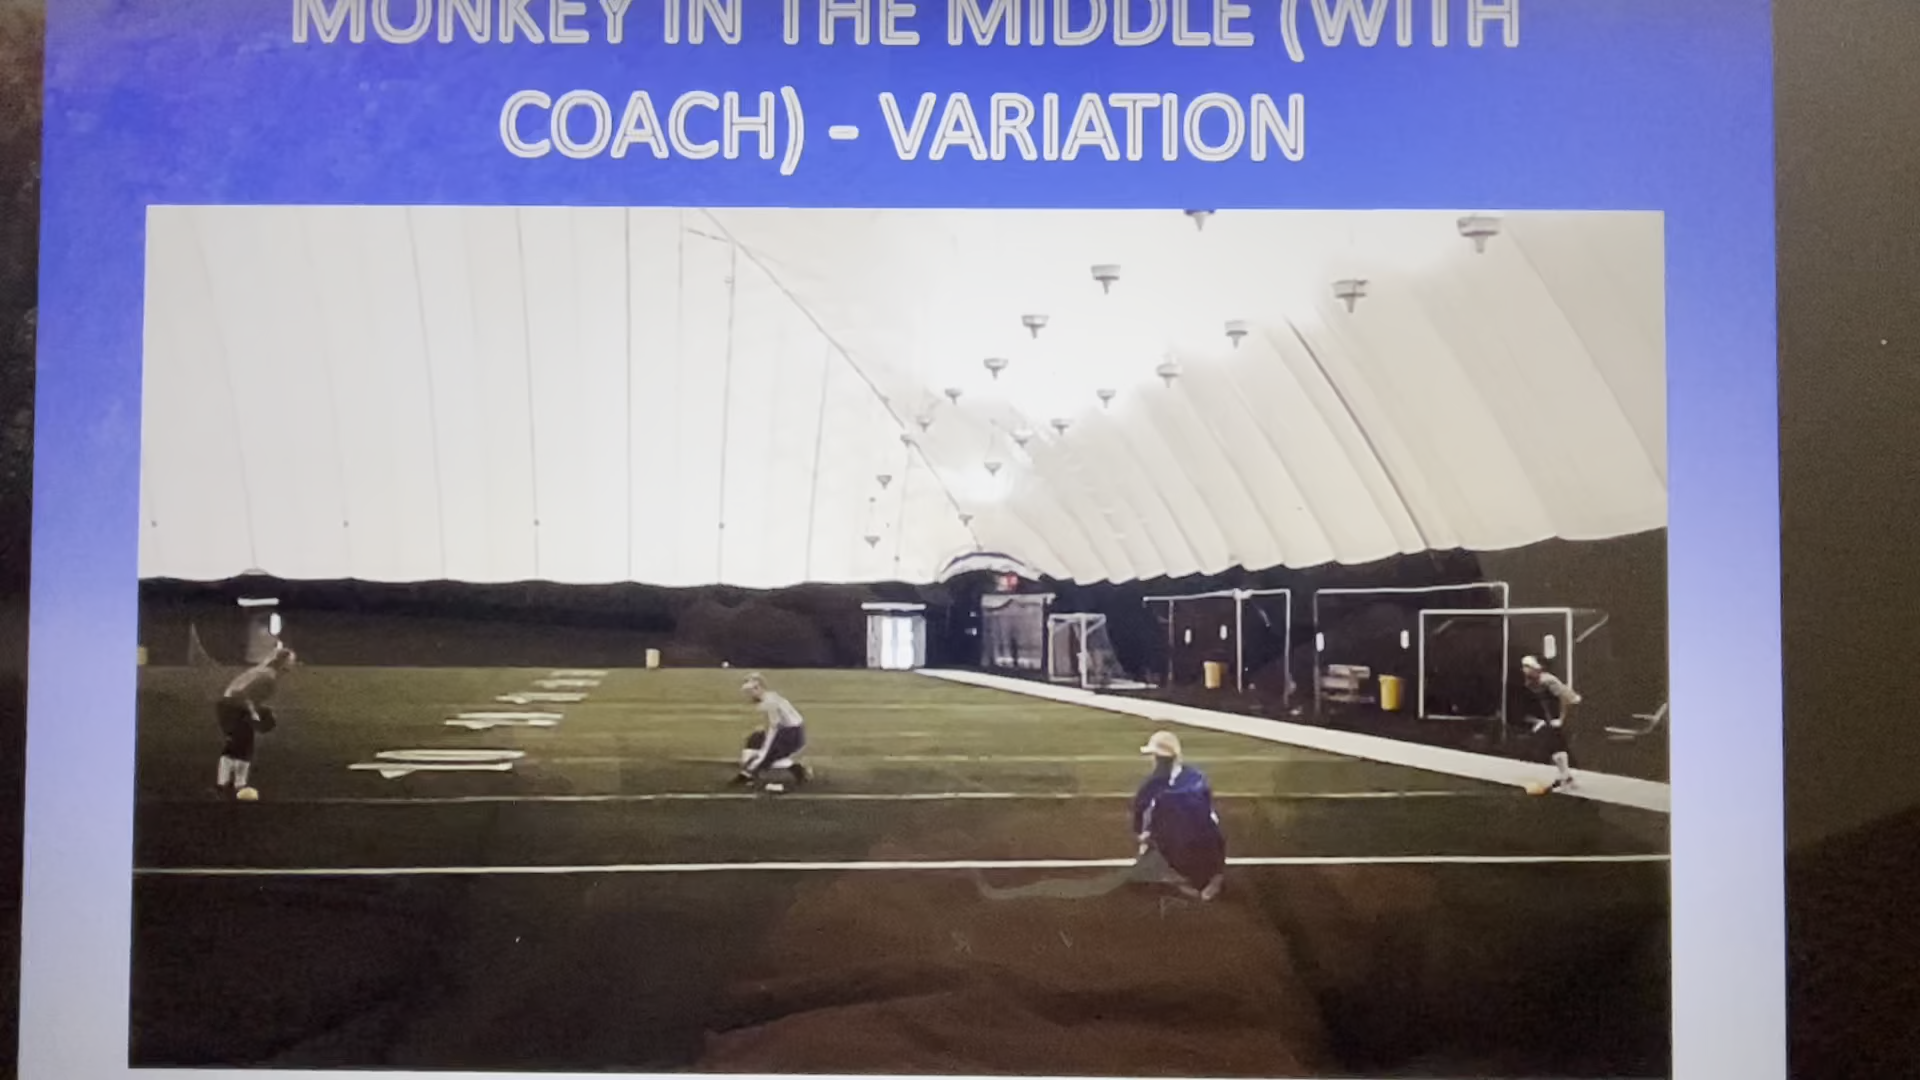 MONKEY IN THE MIDDLE (WITH
COACH) - VARIATION